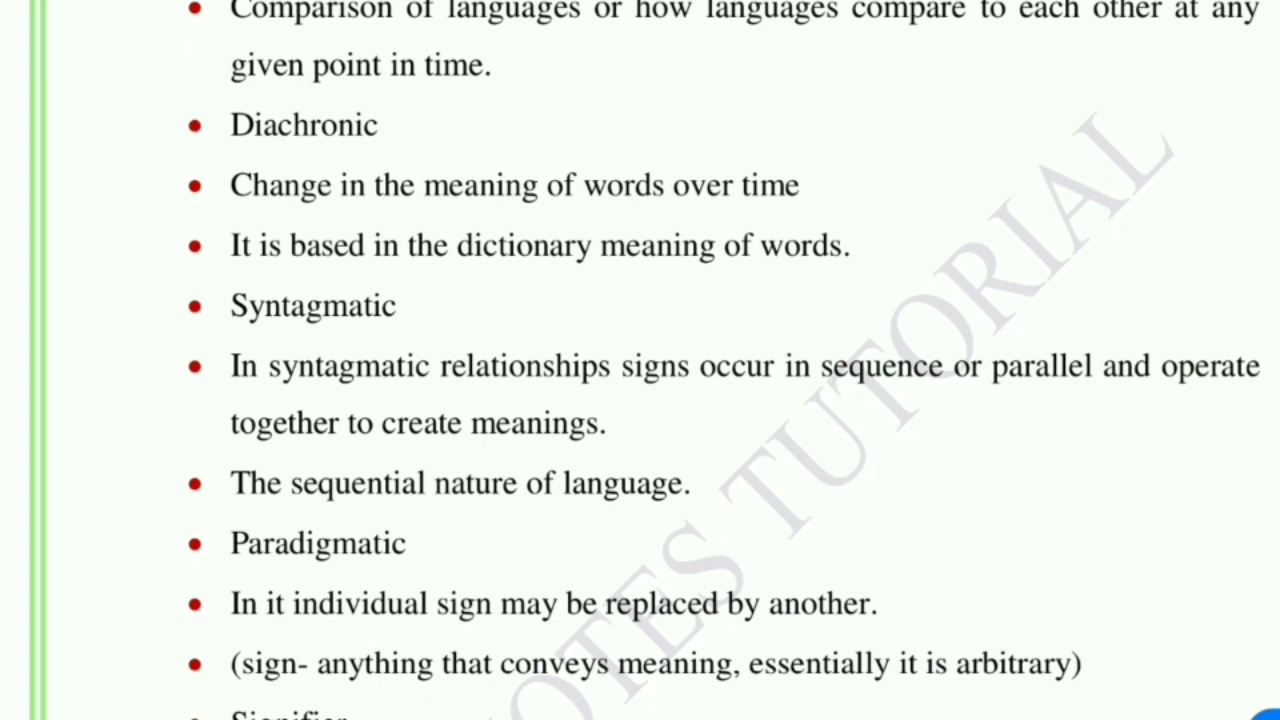 Comparison of languages or how languages compare to each other at any
given point in time.
Diachronic
Change in the meaning of words over time
It is based in the dictionary meaning of words.
Syntagmatic
In syntagmatic relationships signs occur in sequence or parallel and operate
together to create meanings.
The sequential nature of language.
Paradigmatic
In it individual sign may be replaced by another.
(sign- anything that conveys meaning, essentially it is arbitrary)
Signifier
OTES TUTORIAL